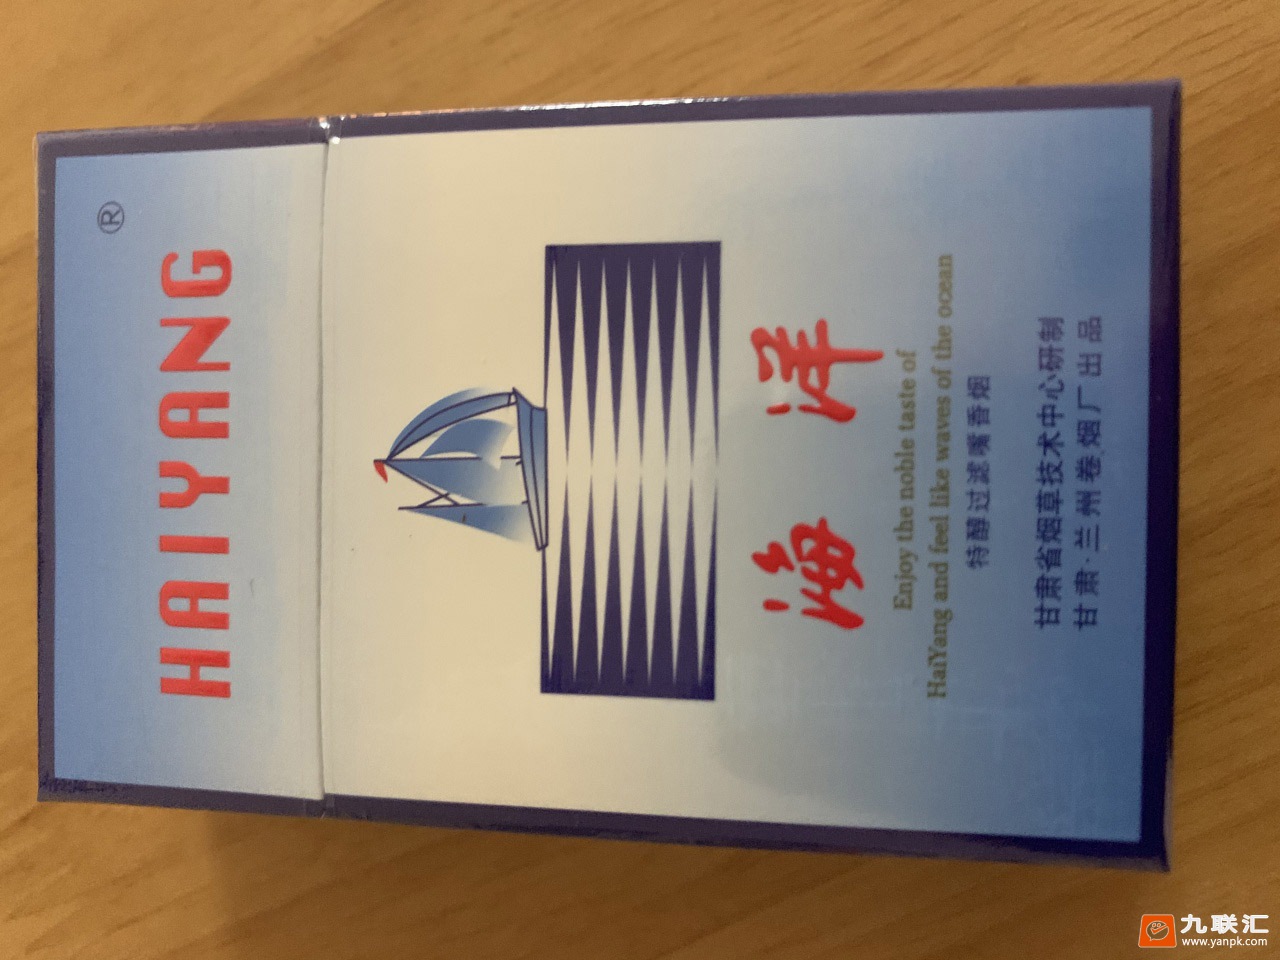 ®
HAIYANG
海洋
Enjoy the noble taste of
HaiYang and feel like waves of the ocean
特醇过滤嘴香烟
甘肃省烟草技术中心研制
甘肃·兰州卷烟厂出品
九联汇
www.yanpk.com